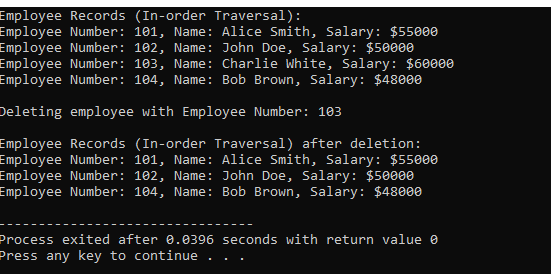 Employee Records (In-order Traversal):
Employee Number: 101, Name: Alice Smith, Salary: $55000
Employee Number: 102, Name: John Doe, Salary: $50000
Employee Number: 103, Name: Charlie White, Salary: $60000
Employee Number: 104, Name: Bob Brown, Salary: $48000

Deleting employee with Employee Number: 103

Employee Records (In-order Traversal) after deletion:
Employee Number: 101, Name: Alice Smith, Salary: $55000
Employee Number: 102, Name: John Doe, Salary: $50000
Employee Number: 104, Name: Bob Brown, Salary: $48000

--------------------------------
Process exited after 0.0396 seconds with return value 0
Press any key to continue . . .